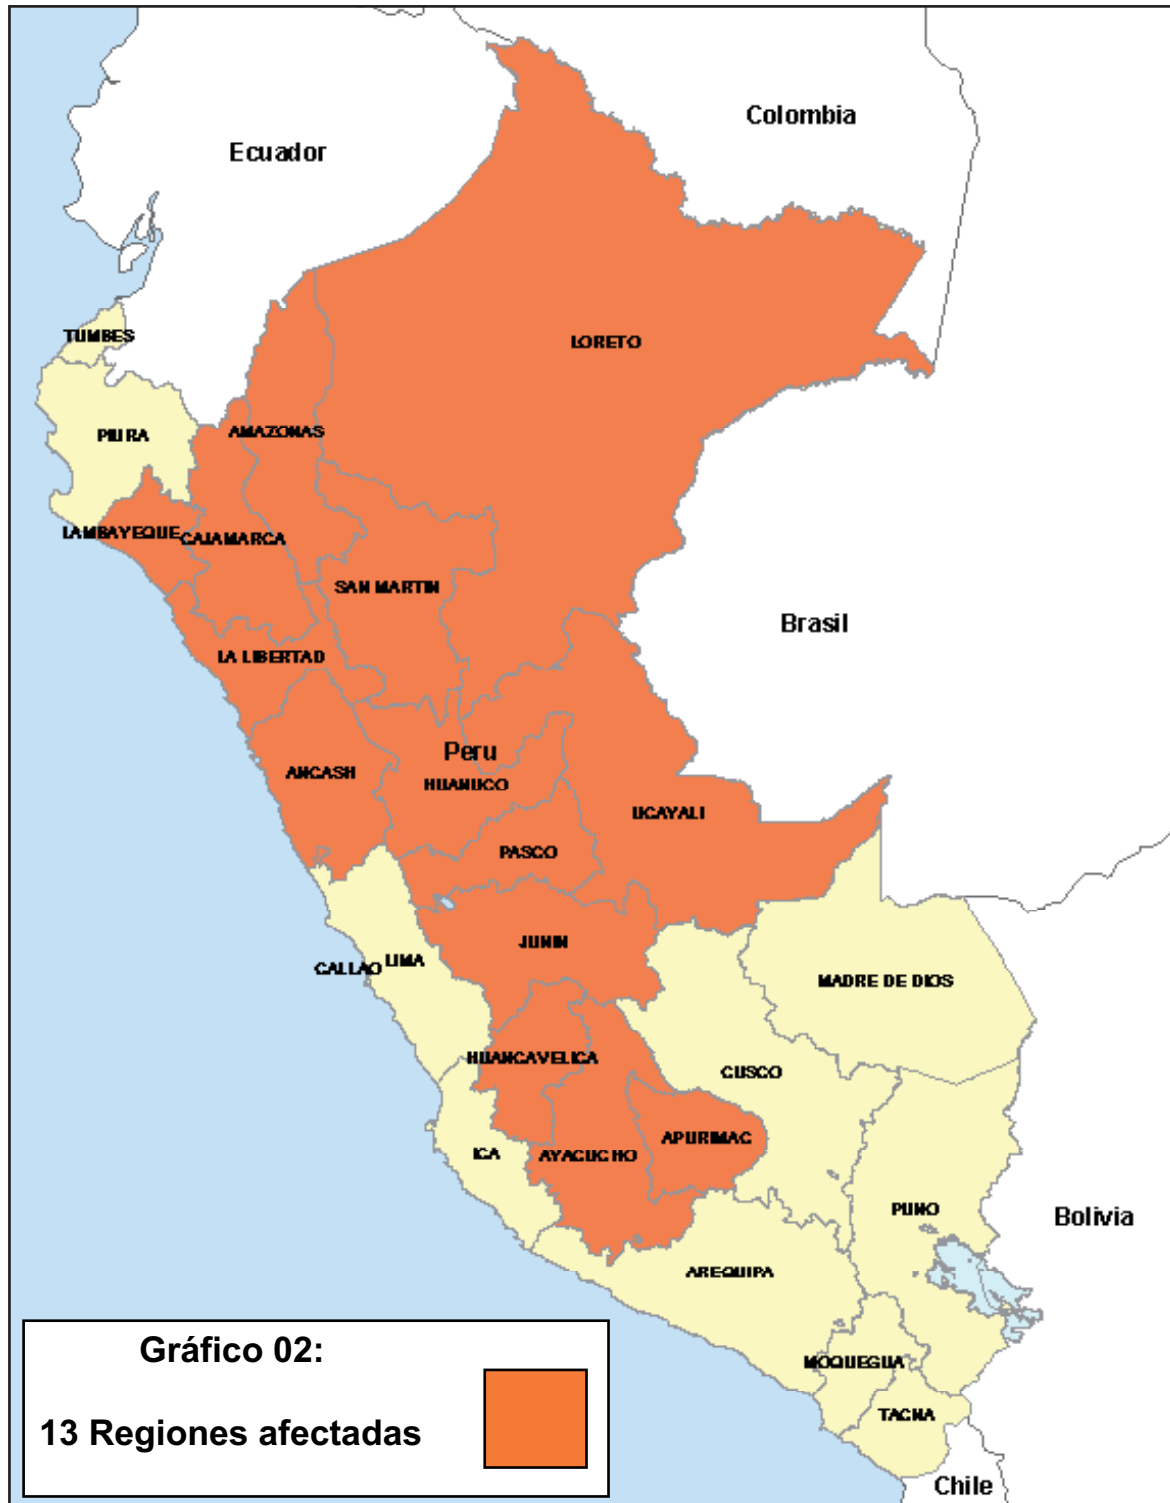 Colombia
Ecuador
TUMBES
LORETO
PIURA
AMAZONAS
LAMBAYEQUE
CAJAMARCA
SAN MARTIN
Brasil
LA LIBERTAD
Peru
ANCASH
HUANUCO
UCAYALI
PASCO
JUNIN
CALLAO
LIMA
MADRE DE DIOS
HUANCAVELICA
CUSCO
APURIMAC
ICA
AYACUCHO
PUNO
Bolivia
AREQUIPA
MOQUEGUA
TACNA
Chile
Gráfico 02:
13 Regiones afectadas